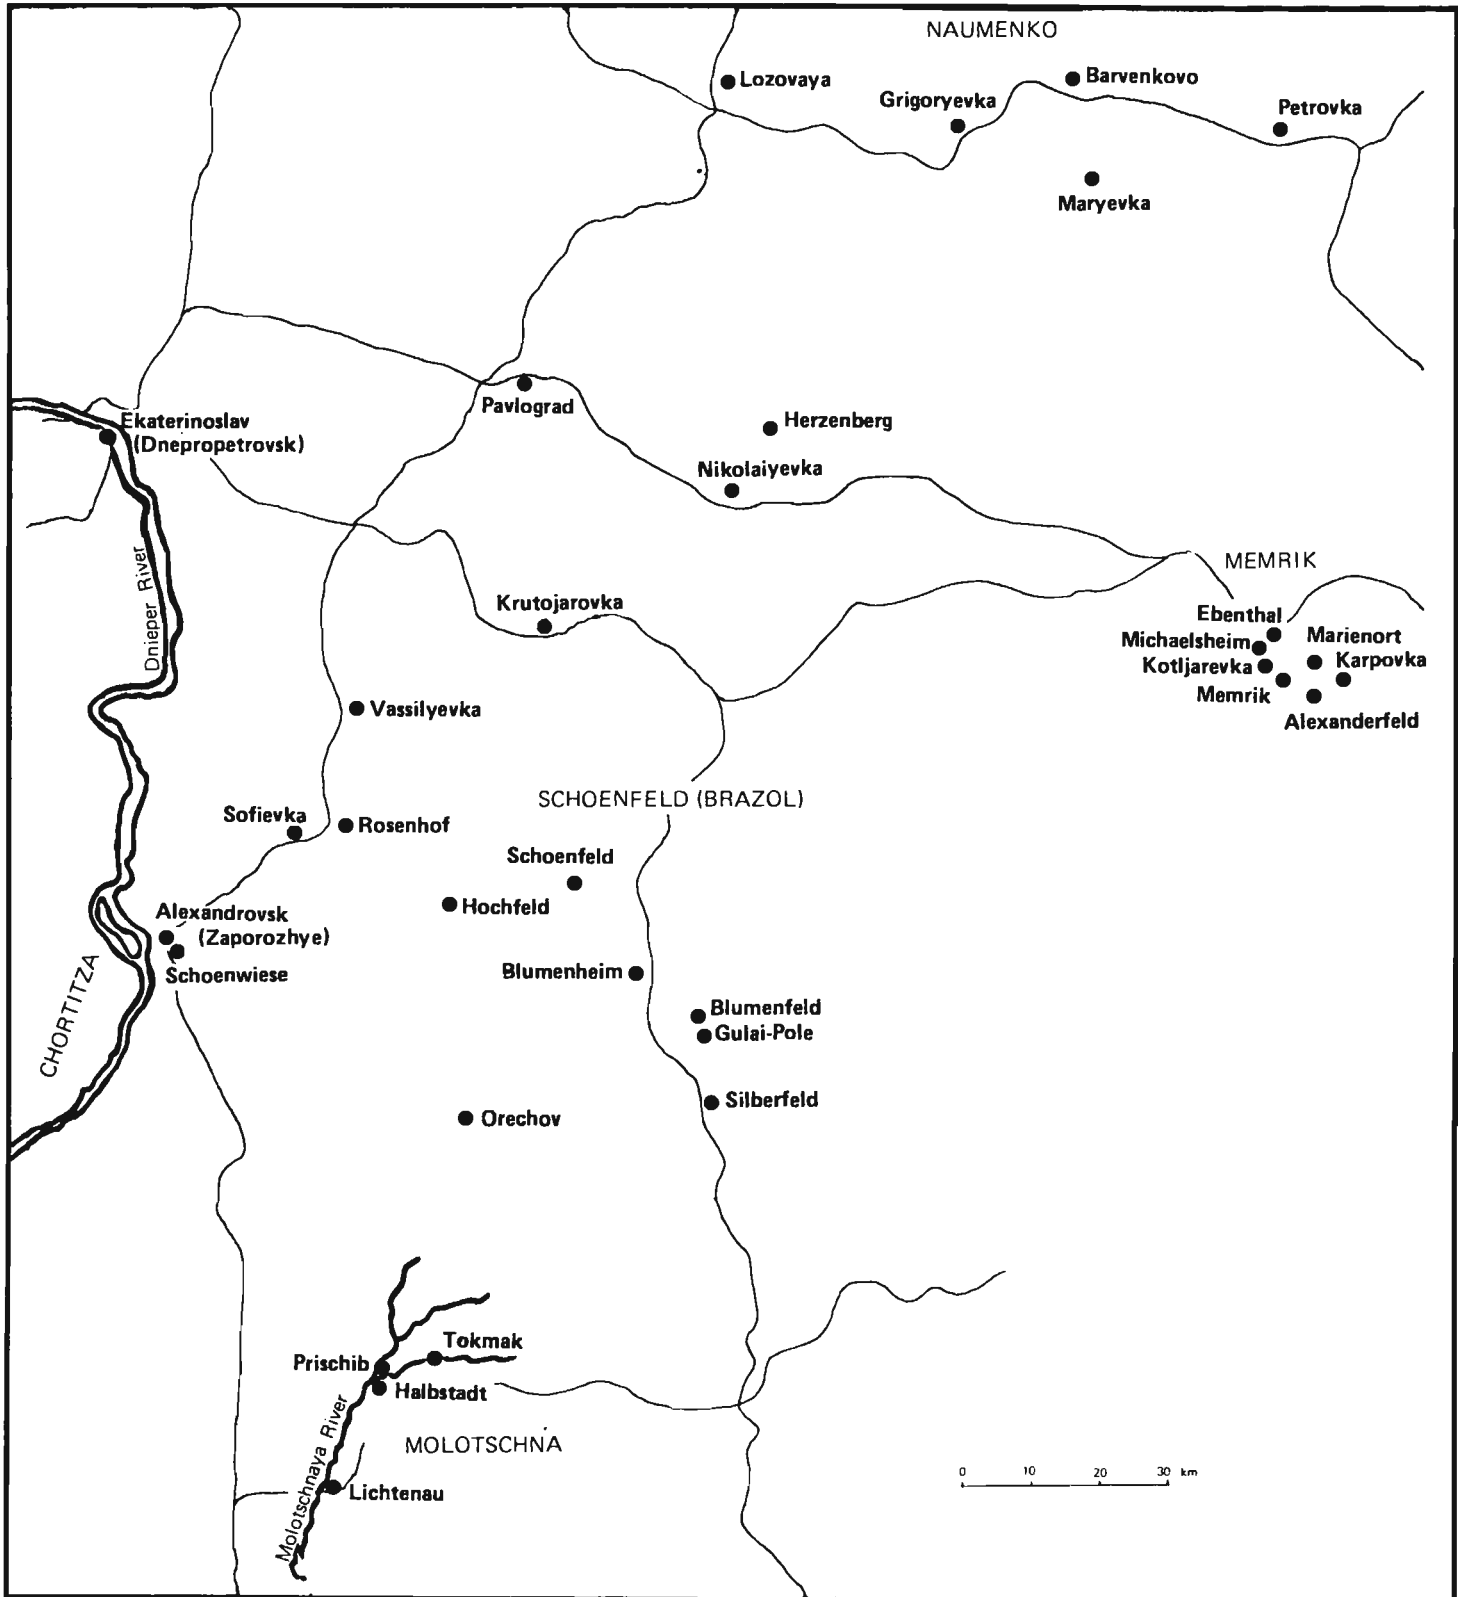 NAUMENKO
Lozovaya
Barvenkovo
Grigoryevka
Petrovka
Maryevka
Pavlograd
Ekaterinoslav
(Dnepropetrovsk)
Herzenberg
Nikolaiyevka
Dnieper River
MEMRIK
Krutojarovka
Ebenthal
Michaelsheim
Marienort
Kotljarevka
Karpovka
Memrik
Alexanderfeld
Vassilyevka
SCHOENFELD (BRAZOL)
Sofievka
Rosenhof
Schoenfeld
Hochfeld
Alexandrovsk
(Zaporozhye)
Schoenwiese
Blumenheim
CHORTITZA
Blumenfeld
Gulai-Pole
Silberfeld
Orechov
Tokmak
Prischib
Halbstadt
Molotschnaya River
MOLOTSCHNA
Lichtenau
0 10 20 30 km